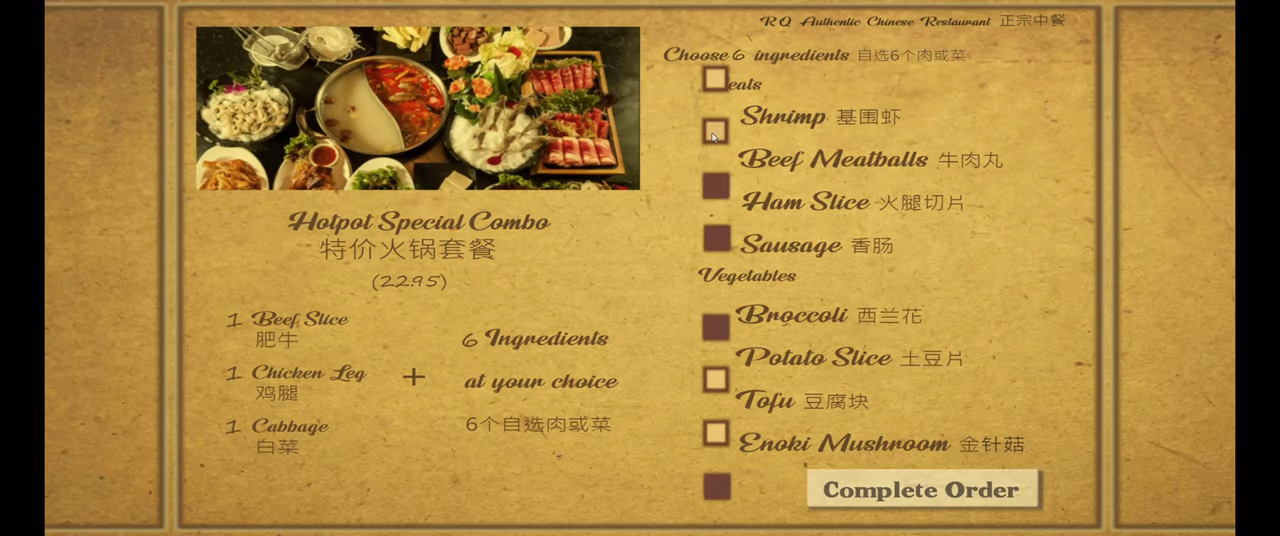 RQ Authentic Chinese Restaurant 正宗中餐
Choose 6 ingredients 自选6个肉或菜
eats
Shrimp 基围虾
Beef Meatballs 牛肉丸
Ham Slice 火腿切片
Sausage 香肠
Vegetables
Broccoli 西兰花
Potato Slice 土豆片
Tofu 豆腐块
Enoki Mushroom 金针菇
Complete Order
Hotpot Special Combo
特价火锅套餐
(22.95)
1 Beef Slice
肥牛
1 Chicken Leg
鸡腿
1 Cabbage
白菜
+
6 Ingredients
at your choice
6个自选肉或菜